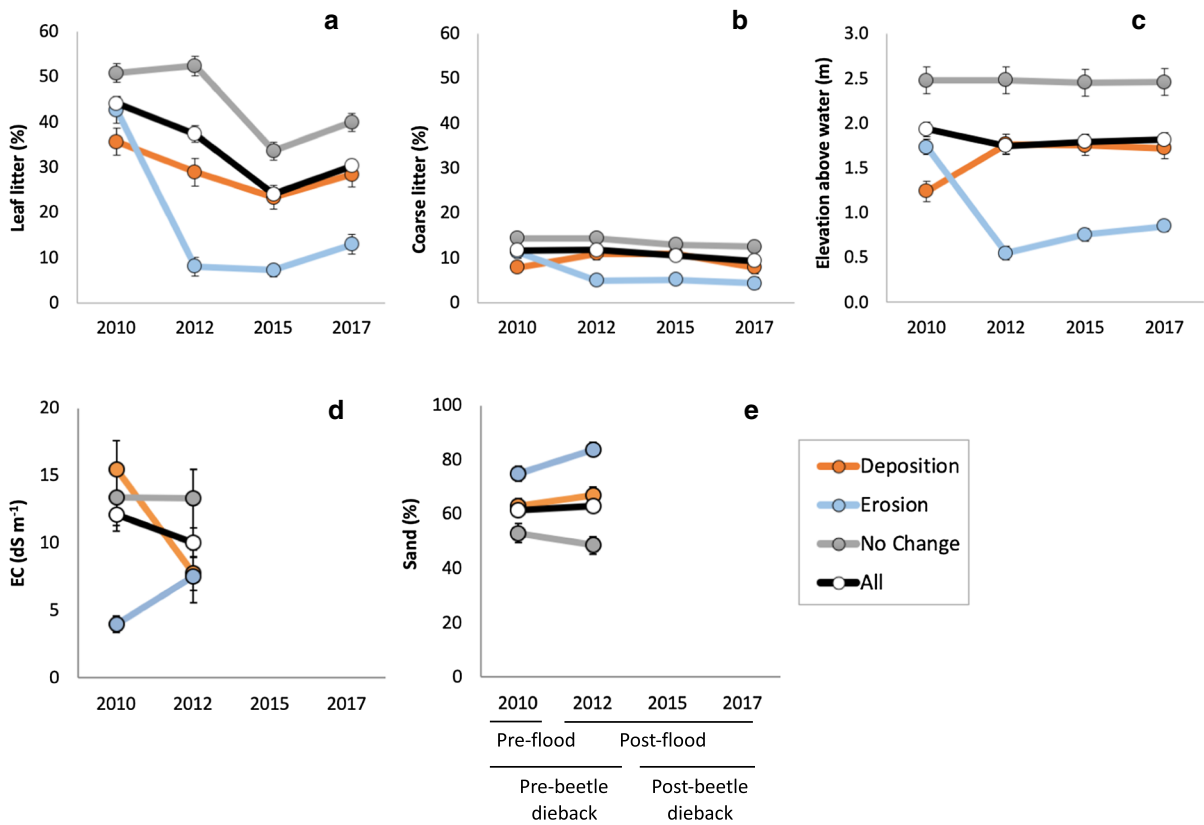 a
Leaf litter (%)
60
50
40
30
20
10
0
2010 2012 2015 2017
b
Coarse litter (%)
60
50
40
30
20
10
0
2010 2012 2015 2017
c
Elevation above water (m)
3.0
2.5
2.0
1.5
1.0
0.5
0.0
2010 2012 2015 2017
d
EC (dS m⁻¹)
20
15
10
5
0
2010 2012 2015 2017
e
Sand (%)
100
80
60
40
20
0
2010 2012 2015 2017
Pre-flood Post-flood
Pre-beetle Post-beetle
dieback dieback
Deposition
Erosion
No Change
All